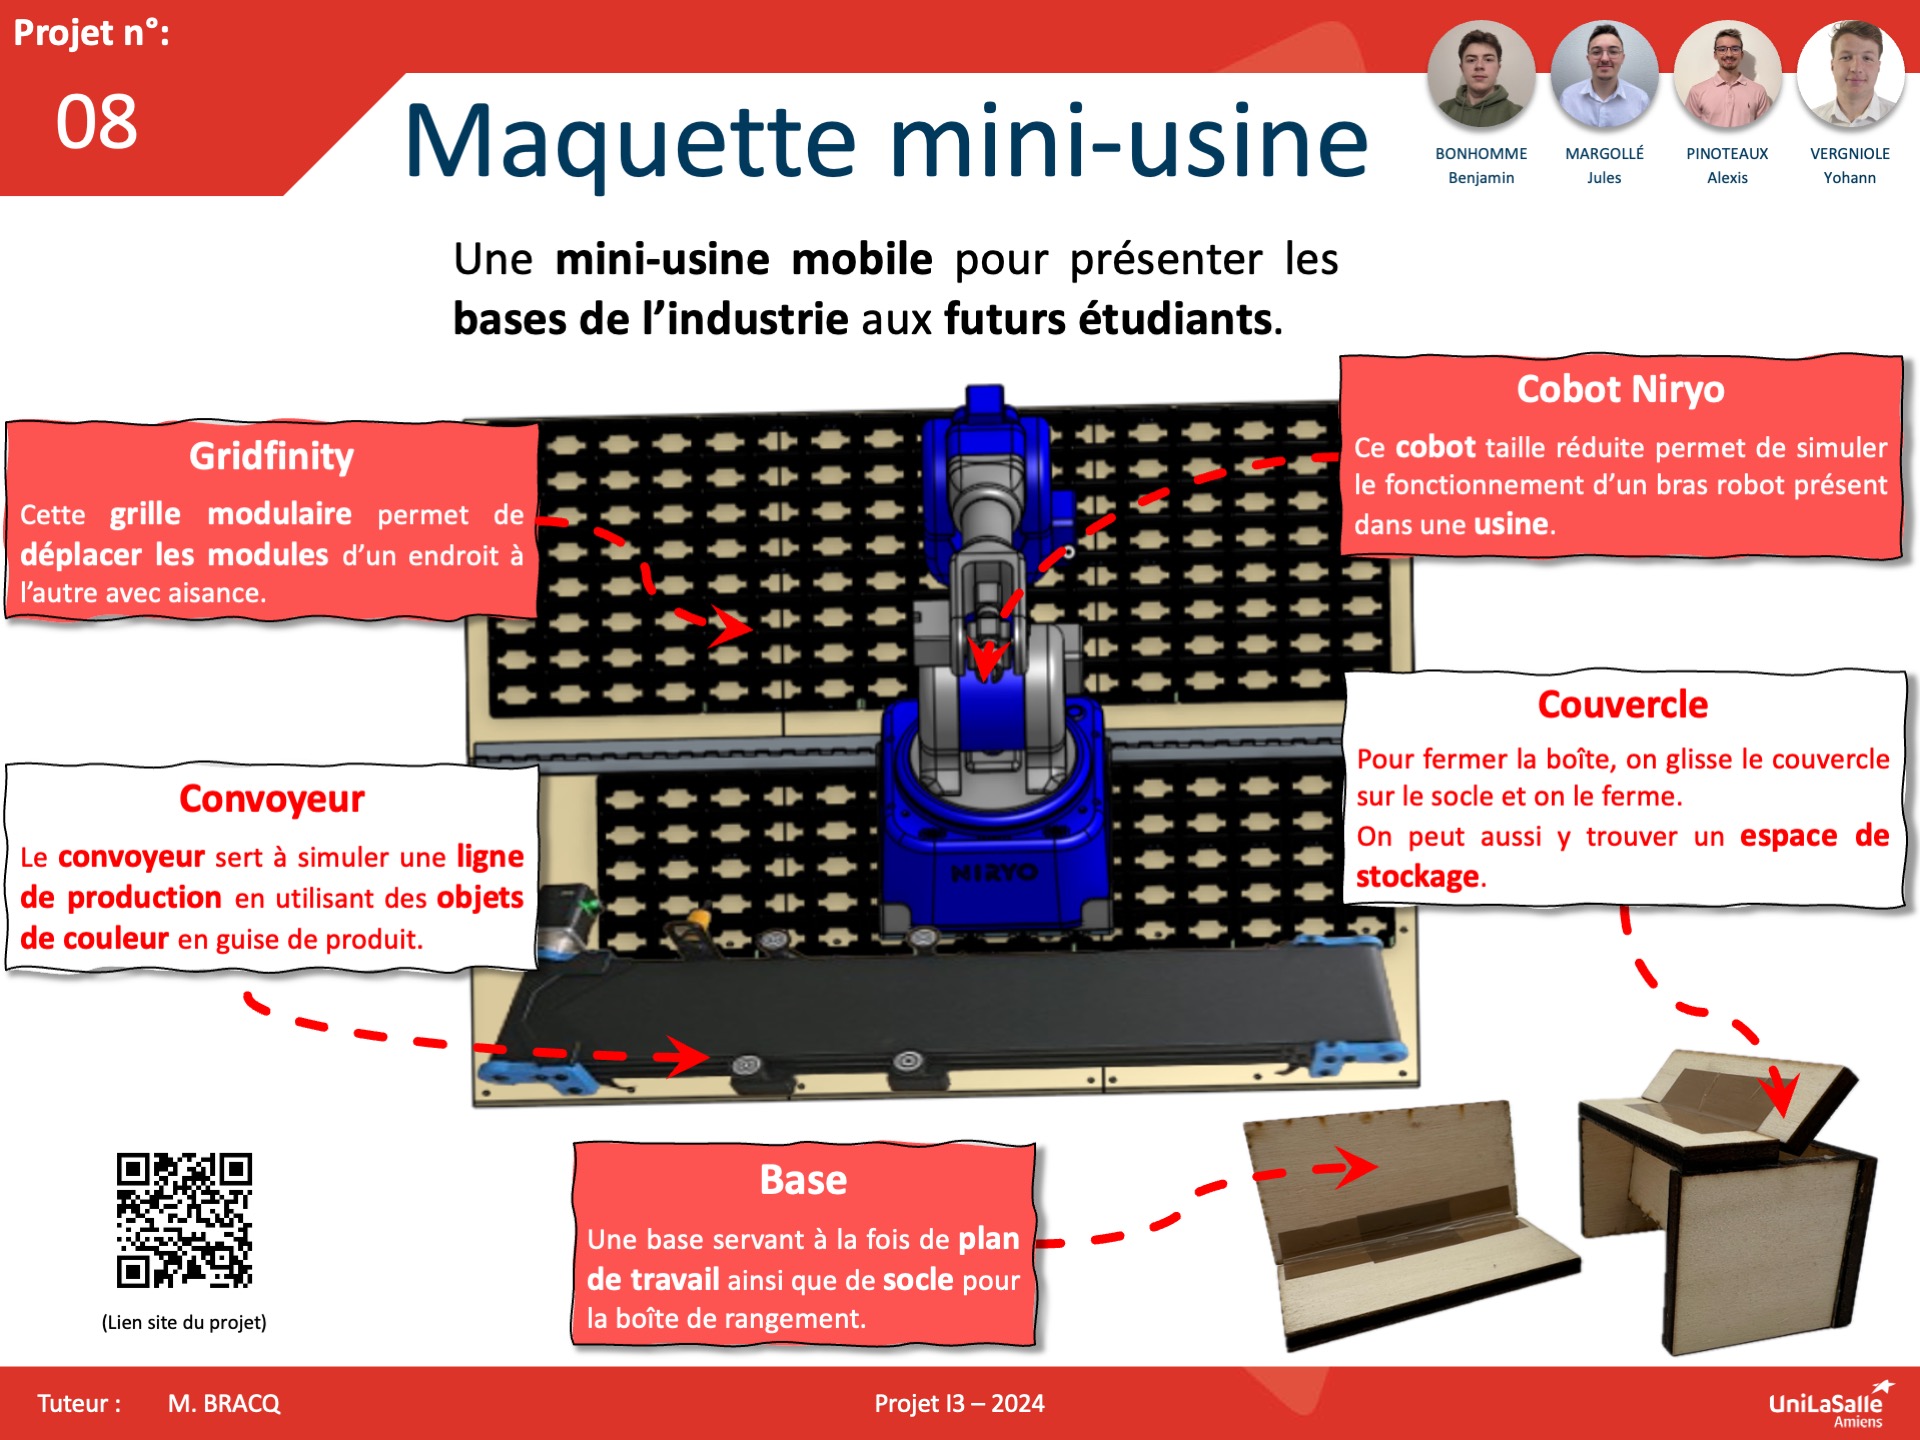 Projet n°:
08
Maquette mini-usine
BONHOMME
Benjamin
MARGOLLÉ
Jules
PINOTEAUX
Alexis
VERGNIOLE
Yohann
Une mini-usine mobile pour présenter les
bases de l'industrie aux futurs étudiants.
Gridfinity
Cette grille modulaire permet de
déplacer les modules d'un endroit à
l'autre avec aisance.
Cobot Niryo
Ce cobot taille réduite permet de simuler
le fonctionnement d'un bras robot présent
dans une usine.
Convoyeur
Le convoyeur sert à simuler une ligne
de production en utilisant des objets
de couleur en guise de produit.
Couvercle
Pour fermer la boîte, on glisse le couvercle
sur le socle et on le ferme.
On peut aussi y trouver un espace de
stockage.
NIRYO
Base
Une base servant à la fois de plan
de travail ainsi que de socle pour
la boîte de rangement.
(Lien site du projet)
Tuteur : M. BRACQ
Projet I3 – 2024
UniLaSalle
Amiens